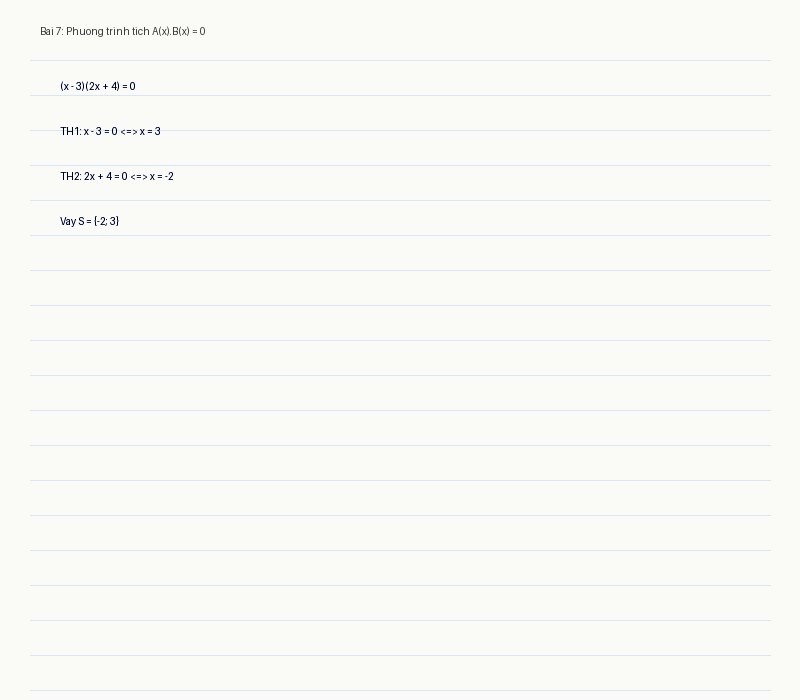 Bai 7: Phuong trinh tich A(x).B(x) = 0
(x - 3)(2x + 4) = 0
TH1: x - 3 = 0 <=> x = 3
TH2: 2x + 4 = 0 <=> x = -2
Vay S = {-2; 3}